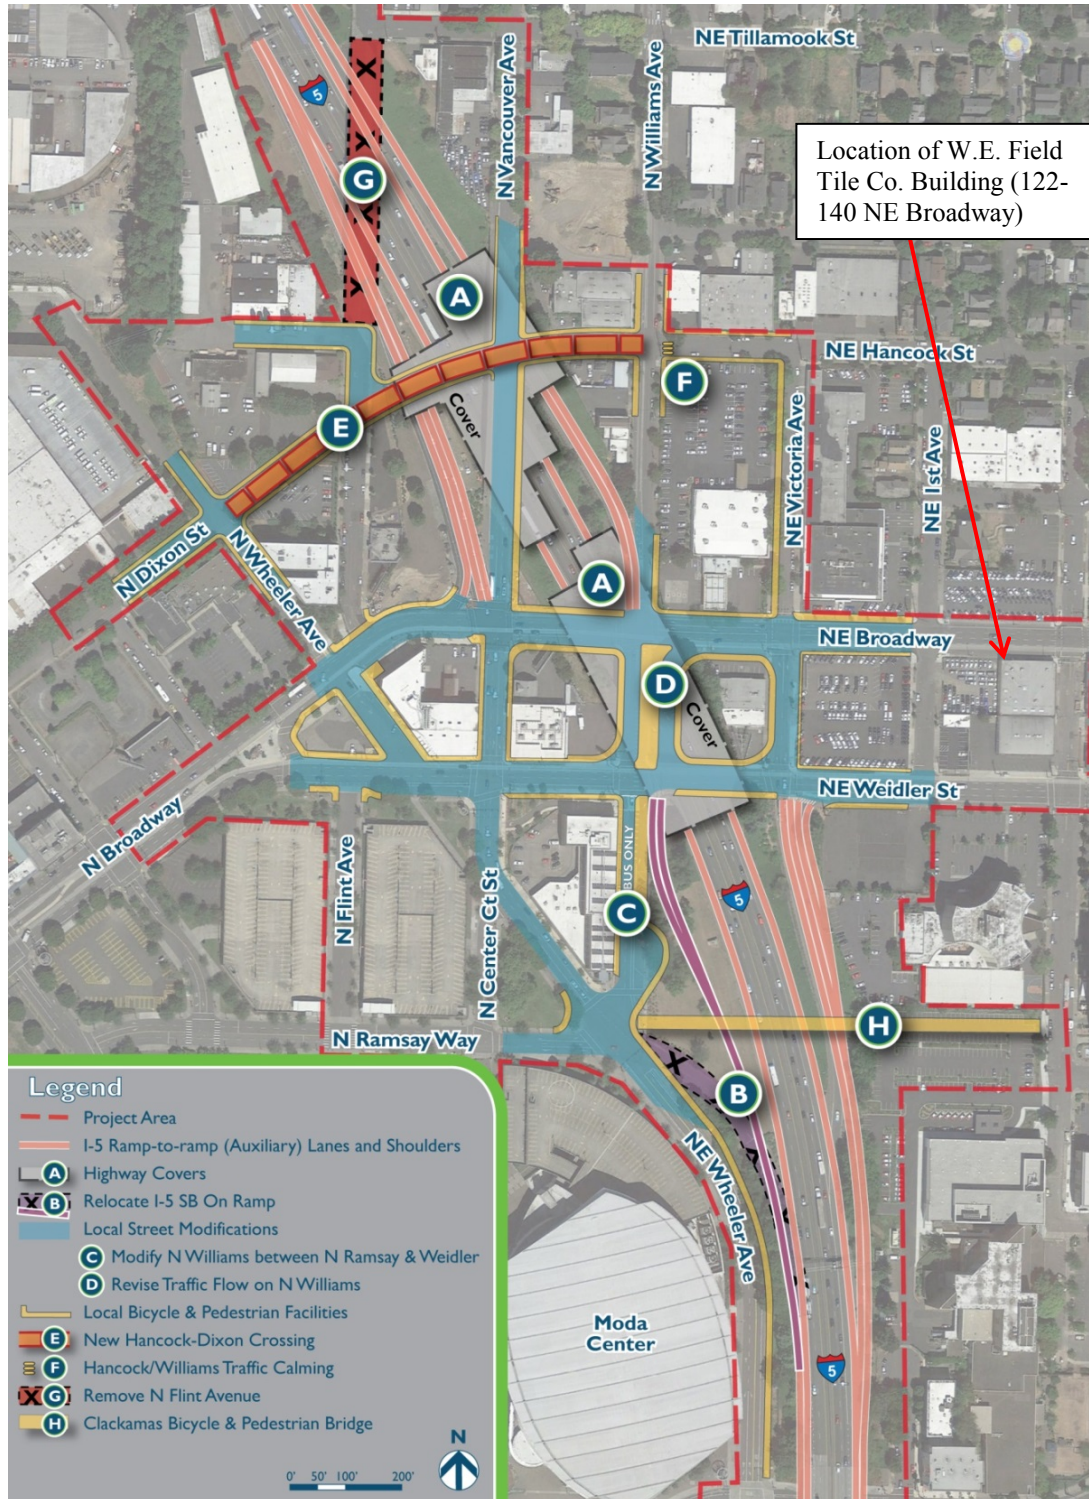 NE Tillamook St
N Vancouver Ave
N Williams Ave
5
Location of W.E. Field
Tile Co. Building (122-
140 NE Broadway)
G
A
NE Hancock St
F
Cover
E
NE Victoria Ave
NE 1st Ave
N Dixon St
N Wheeler Ave
A
NE Broadway
D
Cover
NE Weidler St
N Broadway
N Flint Ave
N Center Ct St
BUS ONLY
C
5
N Ramsay Way
H
X
B
NE Wheeler Ave
Moda
Center
5
Legend
Project Area
I-5 Ramp-to-ramp (Auxiliary) Lanes and Shoulders
A Highway Covers
X B Relocate I-5 SB On Ramp
Local Street Modifications
C Modify N Williams between N Ramsay & Weidler
D Revise Traffic Flow on N Williams
Local Bicycle & Pedestrian Facilities
E New Hancock-Dixon Crossing
F Hancock/Williams Traffic Calming
X G Remove N Flint Avenue
H Clackamas Bicycle & Pedestrian Bridge
N
0' 50' 100' 200'